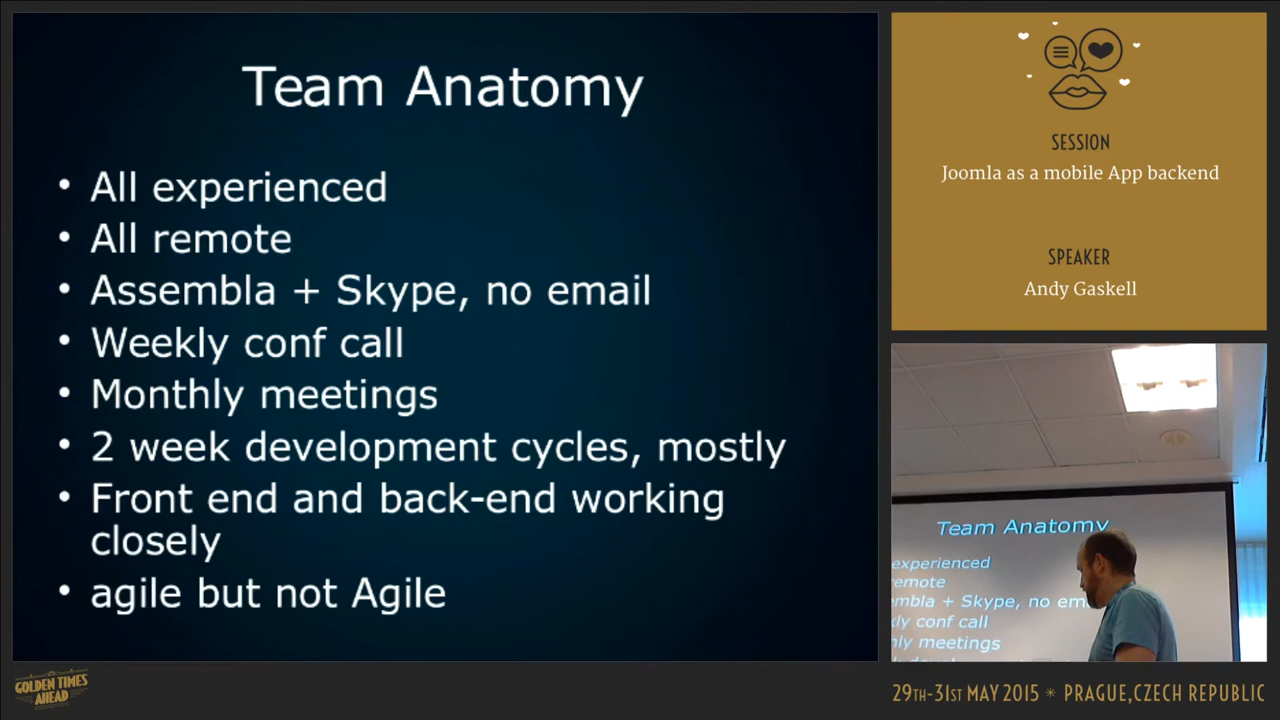 Team Anatomy
• All experienced
• All remote
• Assembla + Skype, no email
• Weekly conf call
• Monthly meetings
• 2 week development cycles, mostly
• Front end and back-end working
closely
• agile but not Agile
SESSION
Joomla as a mobile App backend
SPEAKER
Andy Gaskell
Team Anatomy
experienced
remote
mbla + Skype, no em
kly conf call
hly meetings
GOLDEN TIMES
AHEAD
29TH-31ST MAY 2015 * PRAGUE,CZECH REPUBLIC